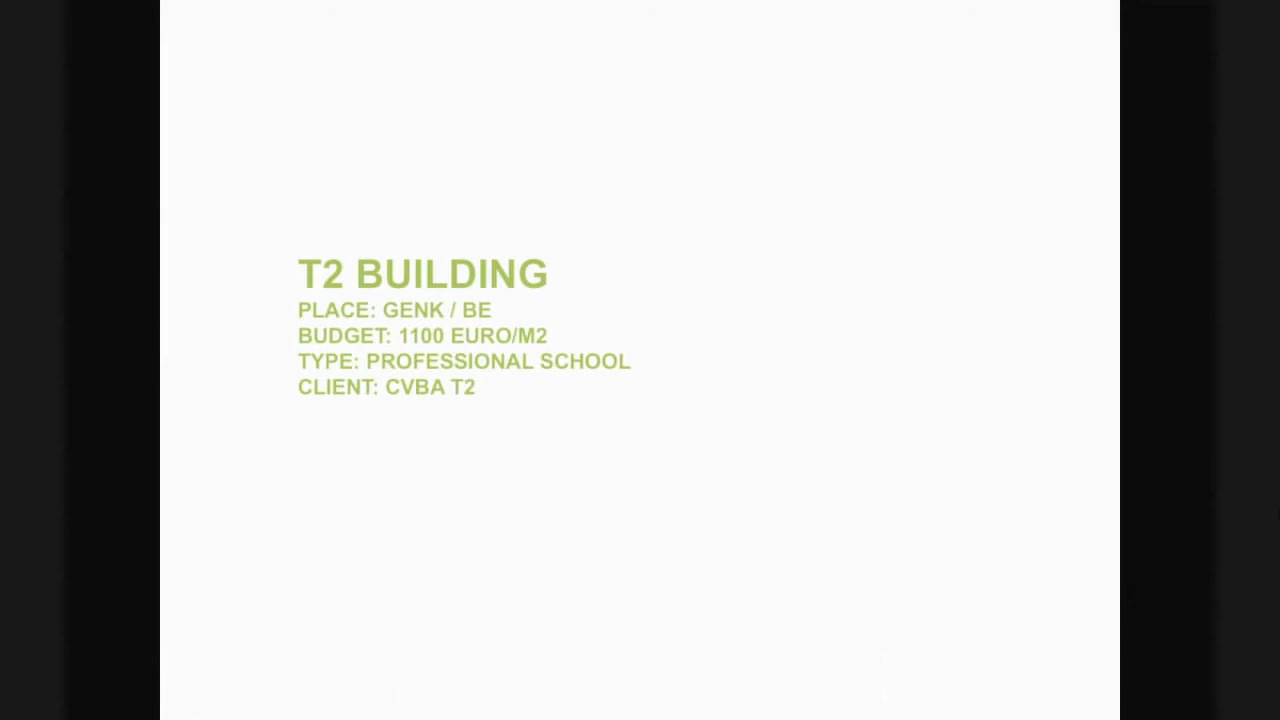 T2 BUILDING
PLACE: GENK / BE
BUDGET: 1100 EURO/M2
TYPE: PROFESSIONAL SCHOOL
CLIENT: CVBA T2